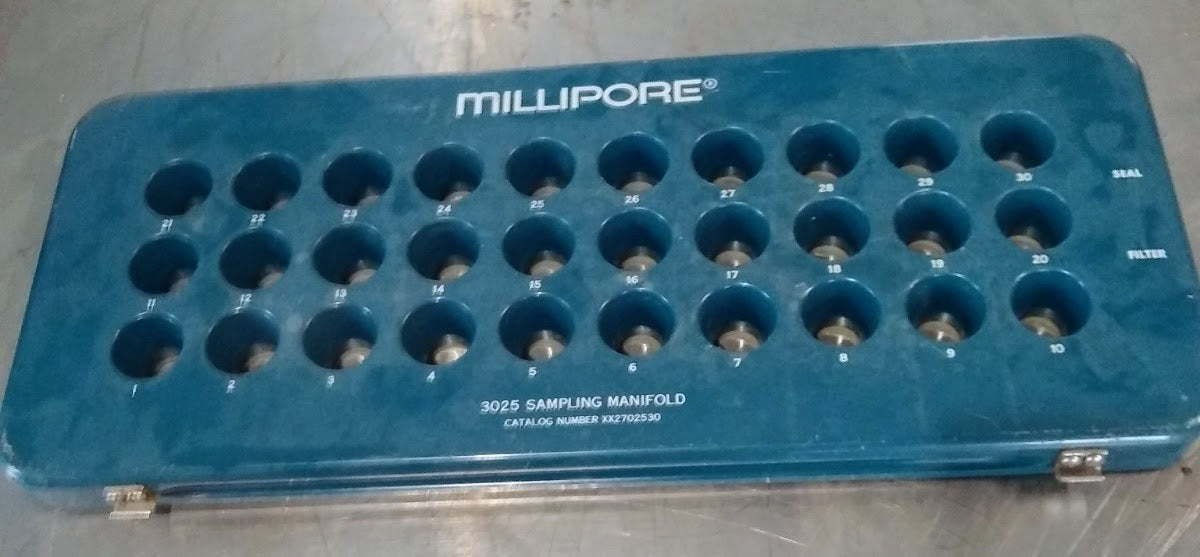 MILLIPORE®
21 22 23 24 25 26 27 28 29 30
SEAL
11 12 13 14 15 16 17 18 19 20
FILTER
1 2 3 4 5 6 7 8 9 10
3025 SAMPLING MANIFOLD
CATALOG NUMBER XX2702530